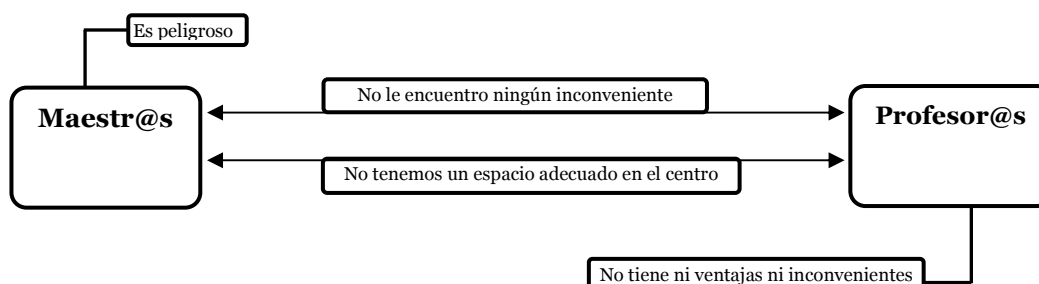 Es peligroso
No le encuentro ningún inconveniente
Maestr@s
Profesor@s
No tenemos un espacio adecuado en el centro
No tiene ni ventajas ni inconvenientes